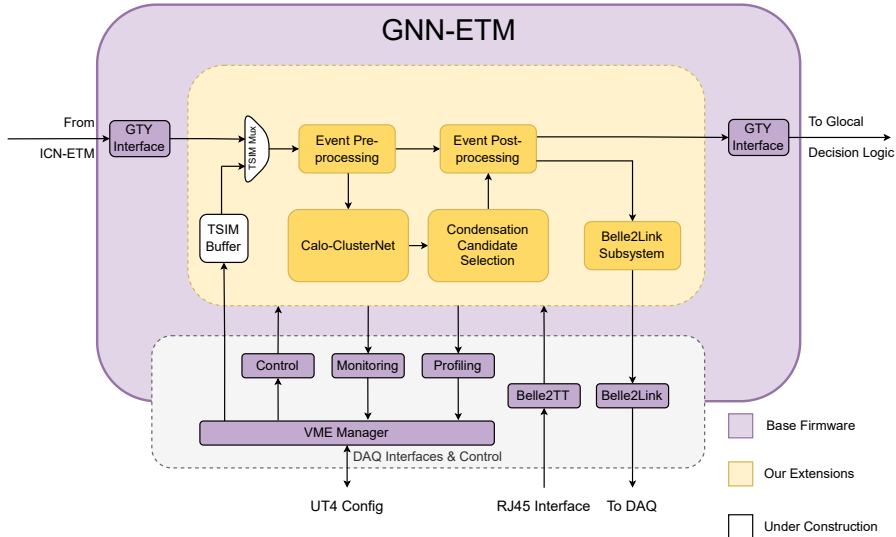 GNN-ETM
From
ICN-ETM
GTY
Interface
TSIM Mux
Event Pre-
processing
Event Post-
processing
GTY
Interface
To Glocal
Decision Logic
TSIM
Buffer
Calo-ClusterNet
Condensation
Candidate
Selection
Belle2Link
Subsystem
Control
Monitoring
Profiling
Belle2TT
Belle2Link
VME Manager
DAQ Interfaces & Control
UT4 Config
RJ45 Interface
To DAQ
Base Firmware
Our Extensions
Under Construction